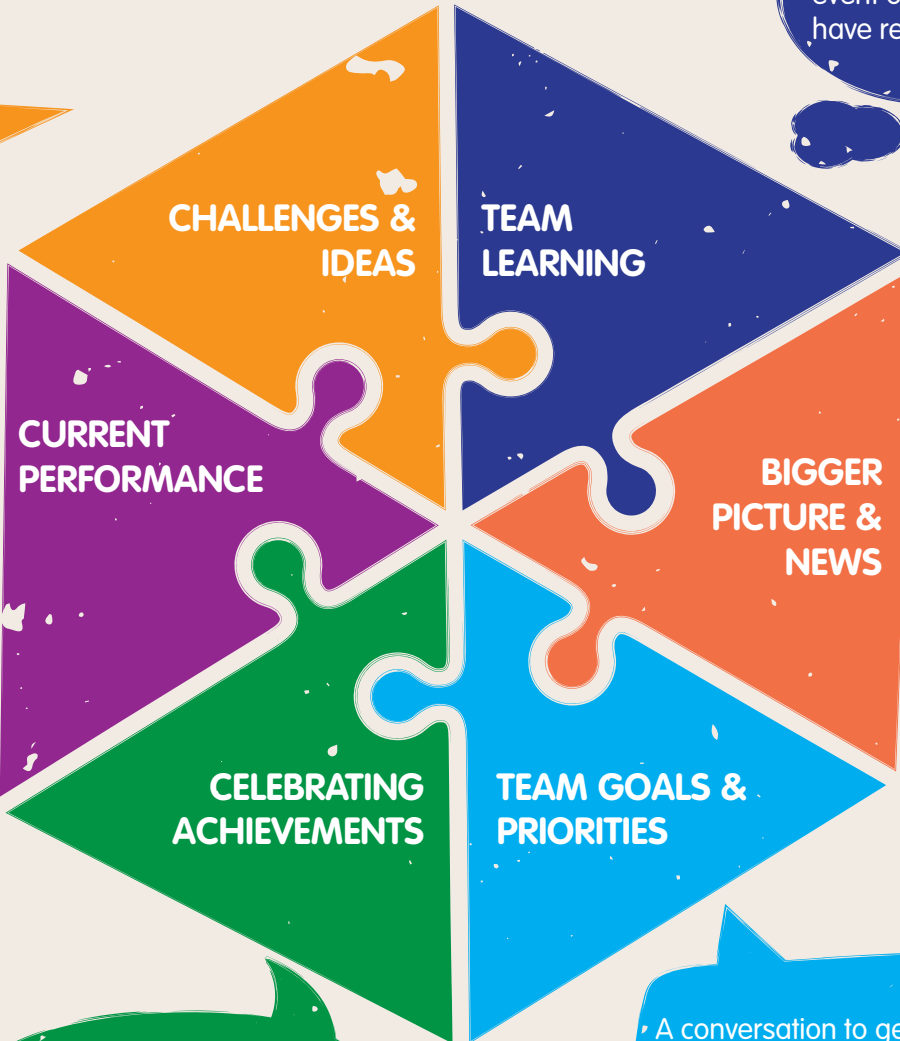 have re
CHALLENGES &
IDEAS
TEAM
LEARNING
CURRENT
PERFORMANCE
BIGGER
PICTURE &
NEWS
CELEBRATING
ACHIEVEMENTS
TEAM GOALS &
PRIORITIES
A conversation to ge